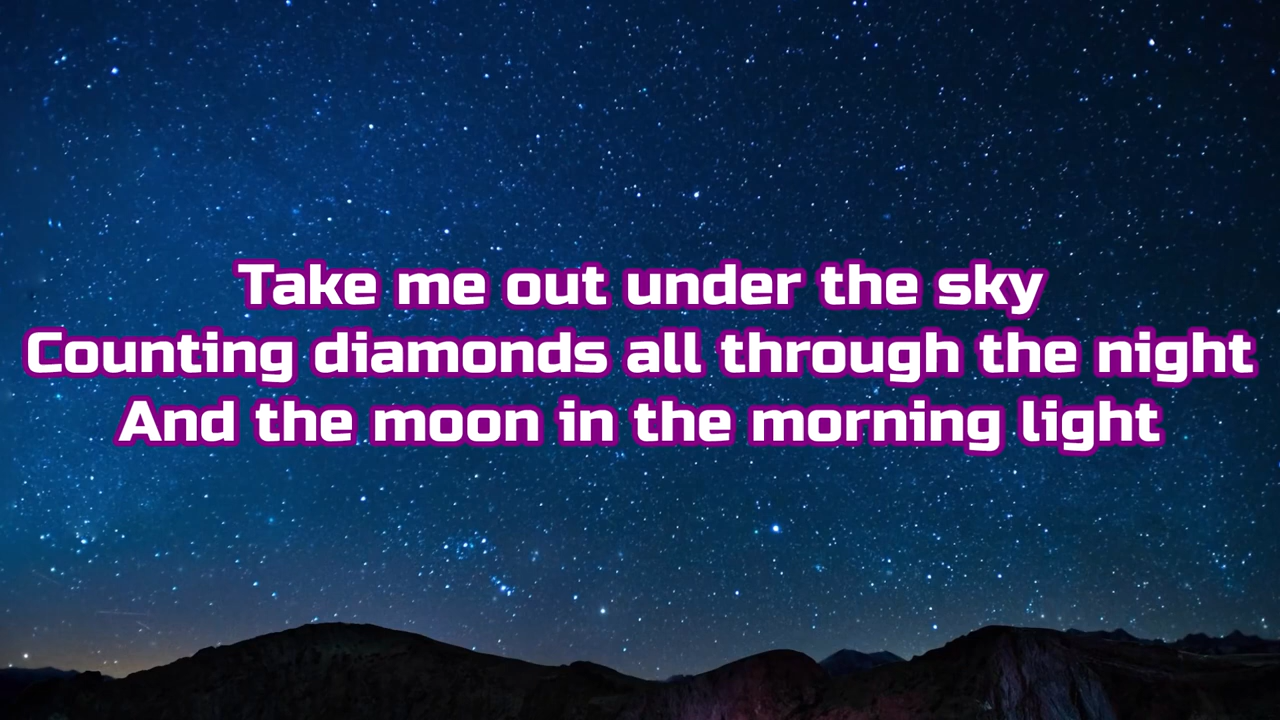 Take me out under the sky
Counting diamonds all through the night
And the moon in the morning light